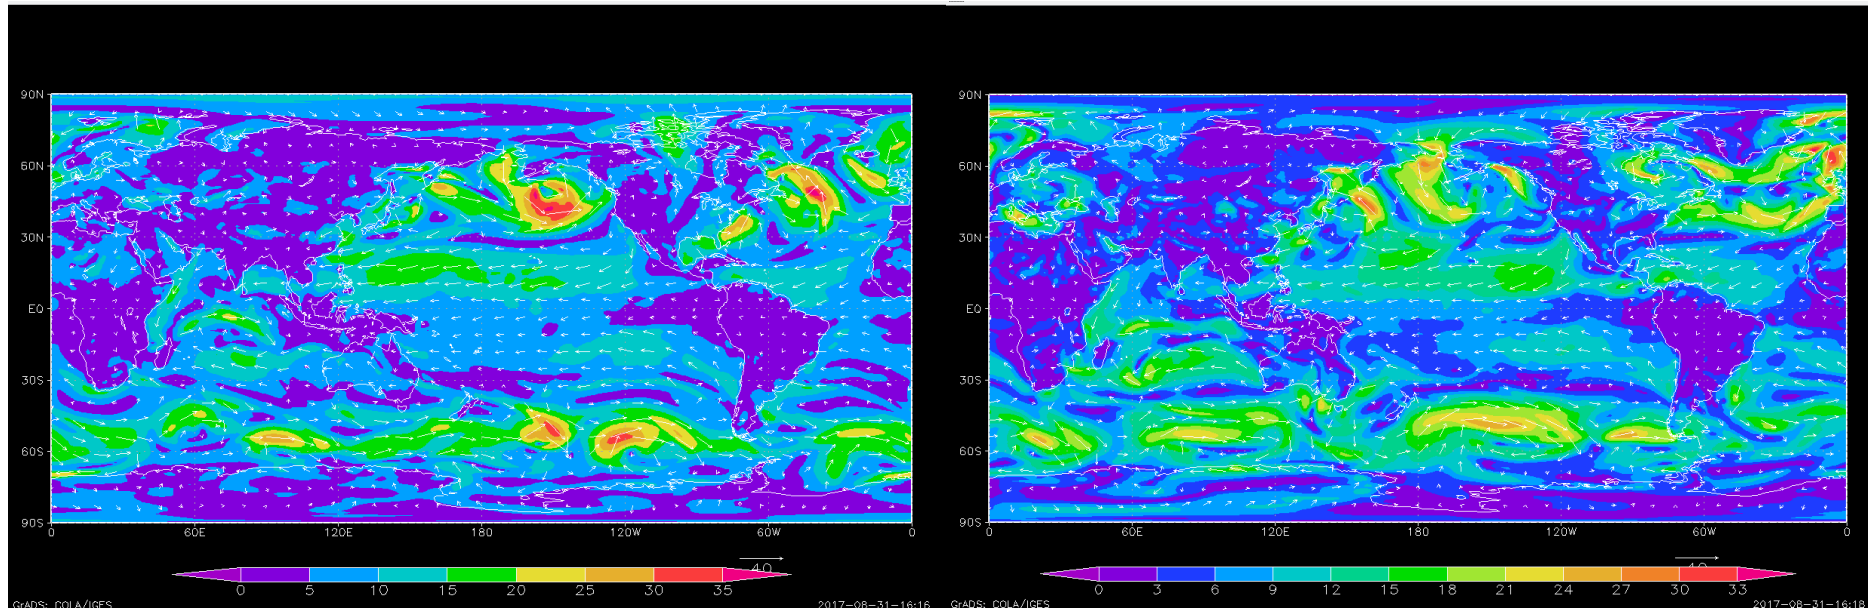 90N
60N
30N
EQ
30S
60S
90S
0 60E 120E 180 120W 60W 0
40
0 5 10 15 20 25 30 35
GrADS: COLA/IGES 2017-08-31-16:16
90N
60N
30N
EQ
30S
60S
90S
0 60E 120E 180 120W 60W 0
0 3 6 9 12 15 18 21 24 27 30 33
GrADS: COLA/IGES 2017-08-31-16:18